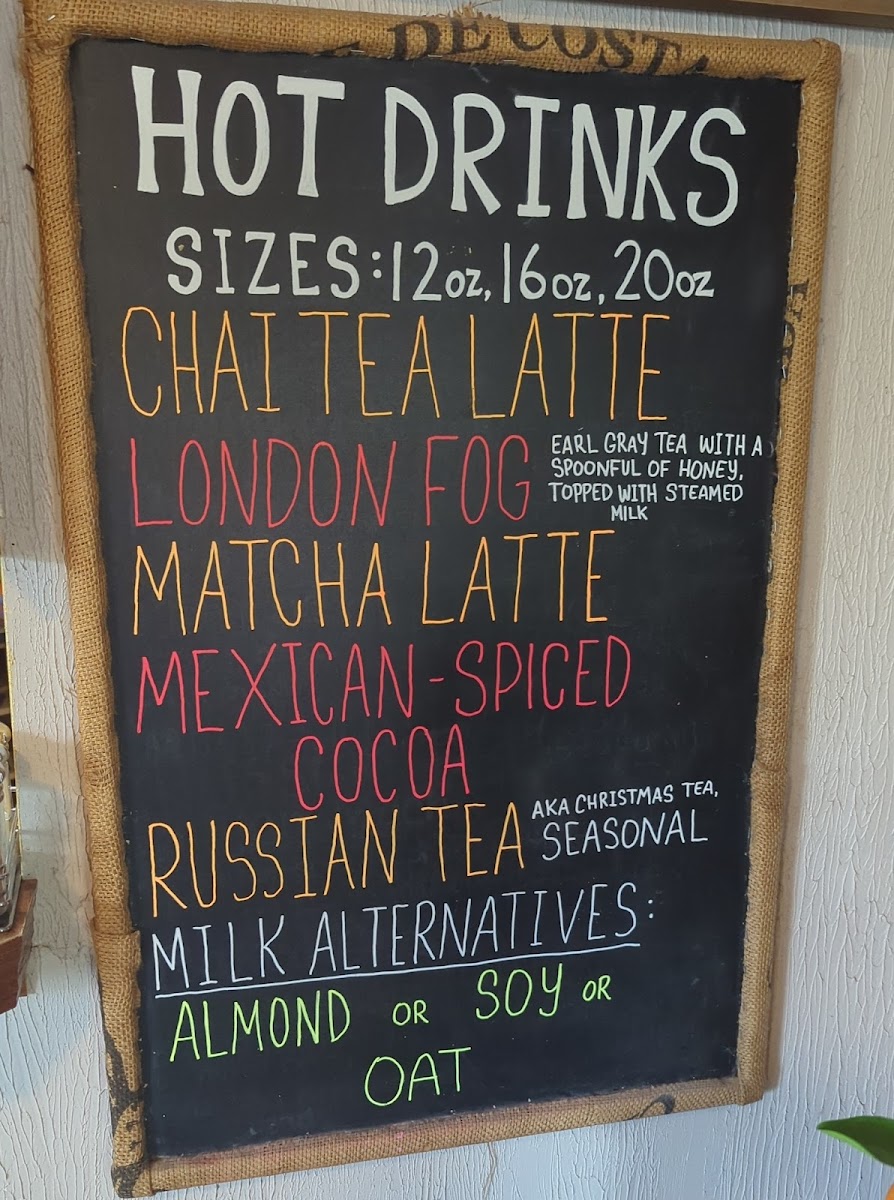 DE COSTA
HOT DRINKS
SIZES: 12oz, 16oz, 20oz
CHAI TEA LATTE
LONDON FOG
EARL GRAY TEA WITH A
SPOONFUL OF HONEY,
TOPPED WITH STEAMED
MILK
MATCHA LATTE
MEXICAN-SPICED
COCOA
RUSSIAN TEA
AKA CHRISTMAS TEA,
SEASONAL
MILK ALTERNATIVES:
ALMOND OR SOY OR
OAT